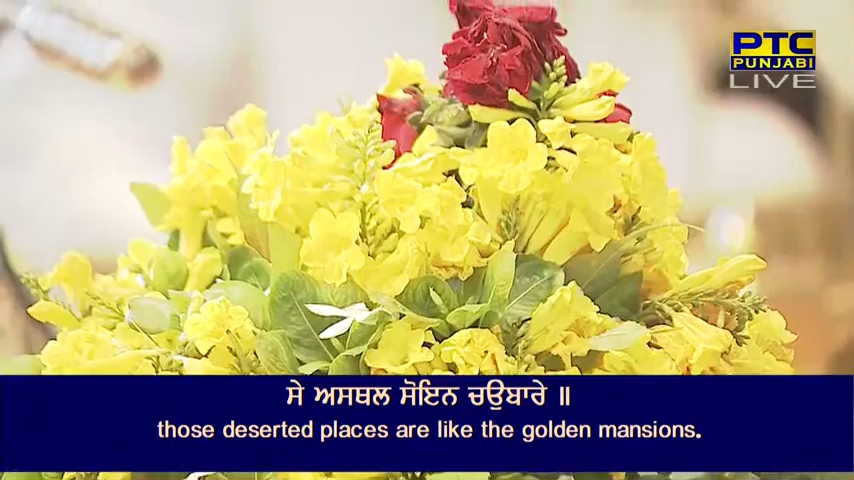 PTC
PUNJABI
LIVE
ਸੇ ਅਸਥਲ ਸੋਇਨ ਚਉਬਾਰੇ ॥
those deserted places are like the golden mansions.